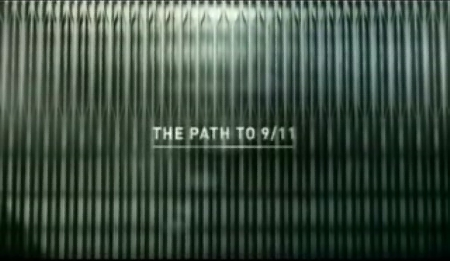 THE PATH TO 9/11